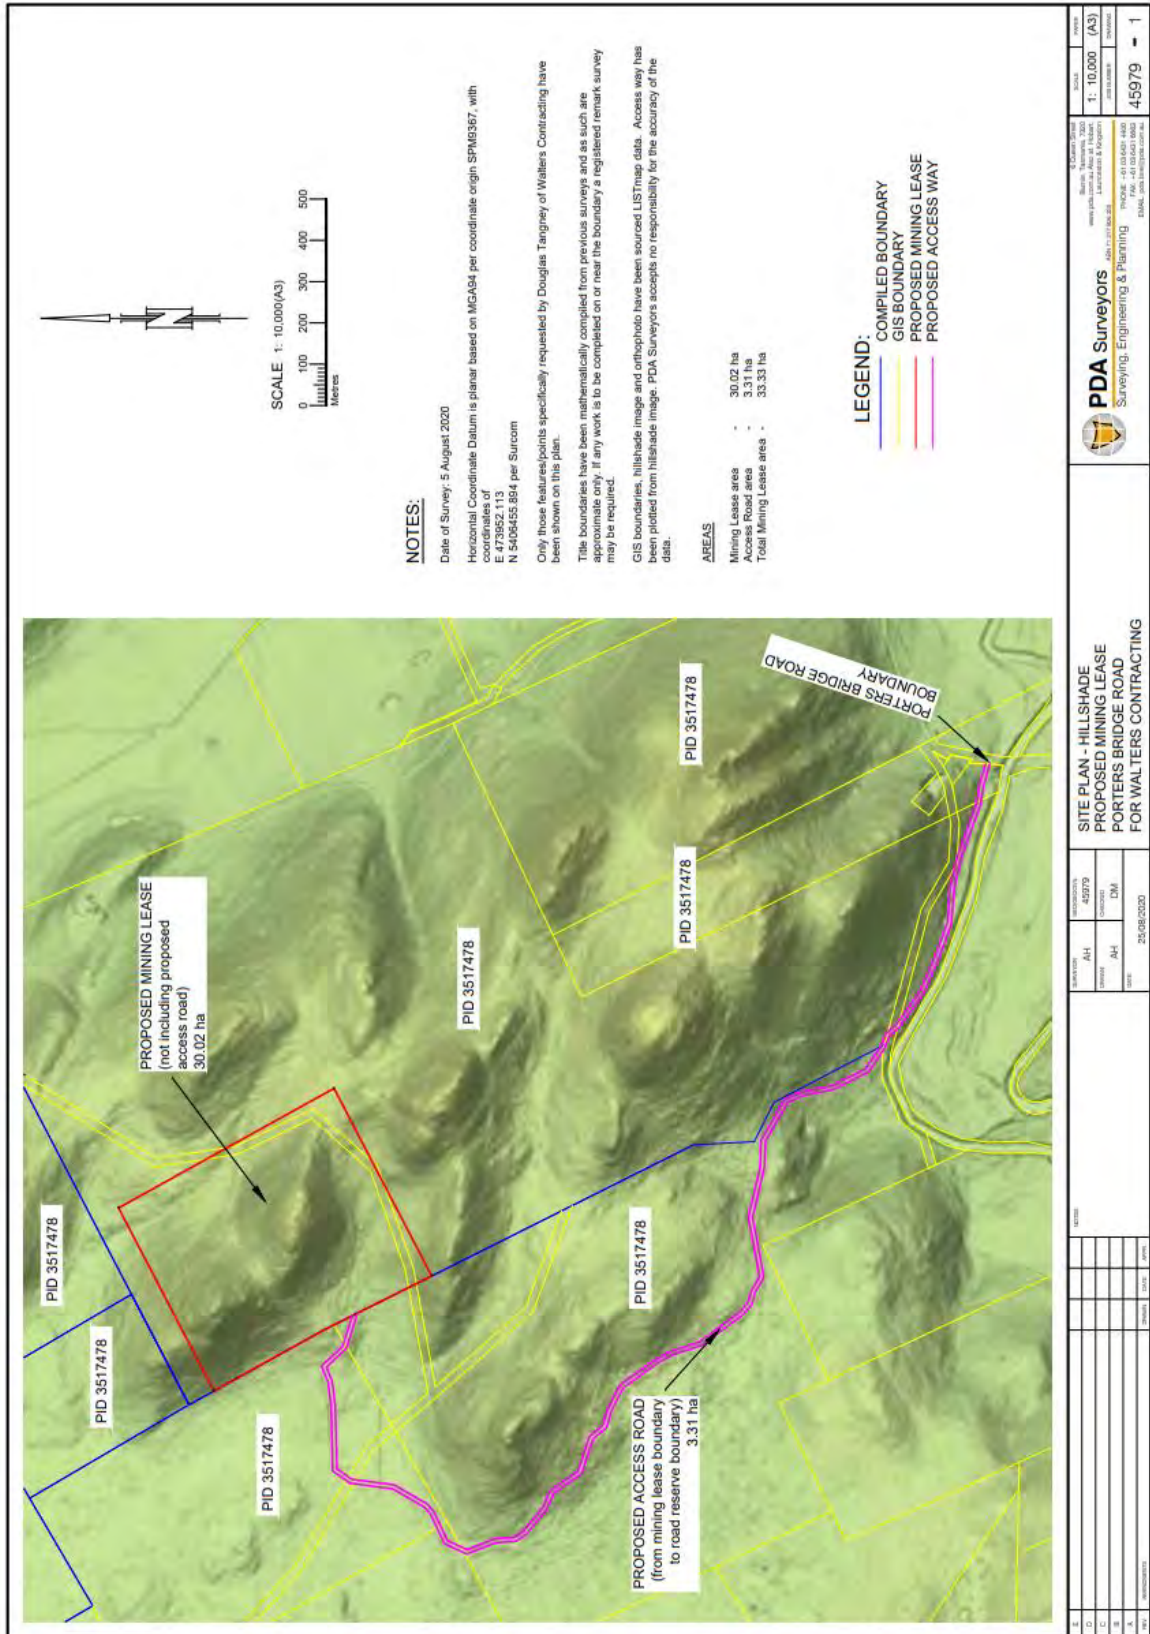 SCALE 1: 10,000(A3)
0 100 200 300 400 500
Metres
NOTES:
Date of Survey: 5 August 2020
Horizontal Coordinate Datum is planar based on MGA94 per coordinate origin SPM9367, with
coordinates of
E 473952.113
N 5406455.894 per Surcom
Only those features/points specifically requested by Douglas Tangney of Walters Contracting have
been shown on this plan.
Title boundaries have been mathematically compiled from previous surveys and as such are
approximate only. If any work is to be completed on or near the boundary a registered remark survey
may be required.
GIS boundaries, hillshade image and orthophoto have been sourced LISTmap data. Access way has
been plotted from hillshade image. PDA Surveyors accepts no responsibility for the accuracy of the
data.
AREAS
Mining Lease area - 30.02 ha
Access Road area - 3.31 ha
Total Mining Lease area - 33.33 ha
LEGEND:
COMPILED BOUNDARY
GIS BOUNDARY
PROPOSED MINING LEASE
PROPOSED ACCESS WAY
PID 3517478
PID 3517478
PID 3517478
PROPOSED MINING LEASE
(not including proposed
access road)
30.02 ha
PID 3517478
PID 3517478
PID 3517478
PID 3517478
PROPOSED ACCESS ROAD
(from mining lease boundary
to road reserve boundary)
3.31 ha
PORTERS BRIDGE ROAD
BOUNDARY
NOTES
SURVEYOR
AH
45979
DRAWN
AH
CHECKED
DM
DATE
25/08/2020
SITE PLAN - HILLSHADE
PROPOSED MINING LEASE
PORTERS BRIDGE ROAD
FOR WALTERS CONTRACTING
PDA Surveyors
Surveying, Engineering & Planning
SCALE
1: 10,000
PAPER
(A3)
JOB NUMBER
45979 - 1
DRAWING
E
D
C
B
A
REV